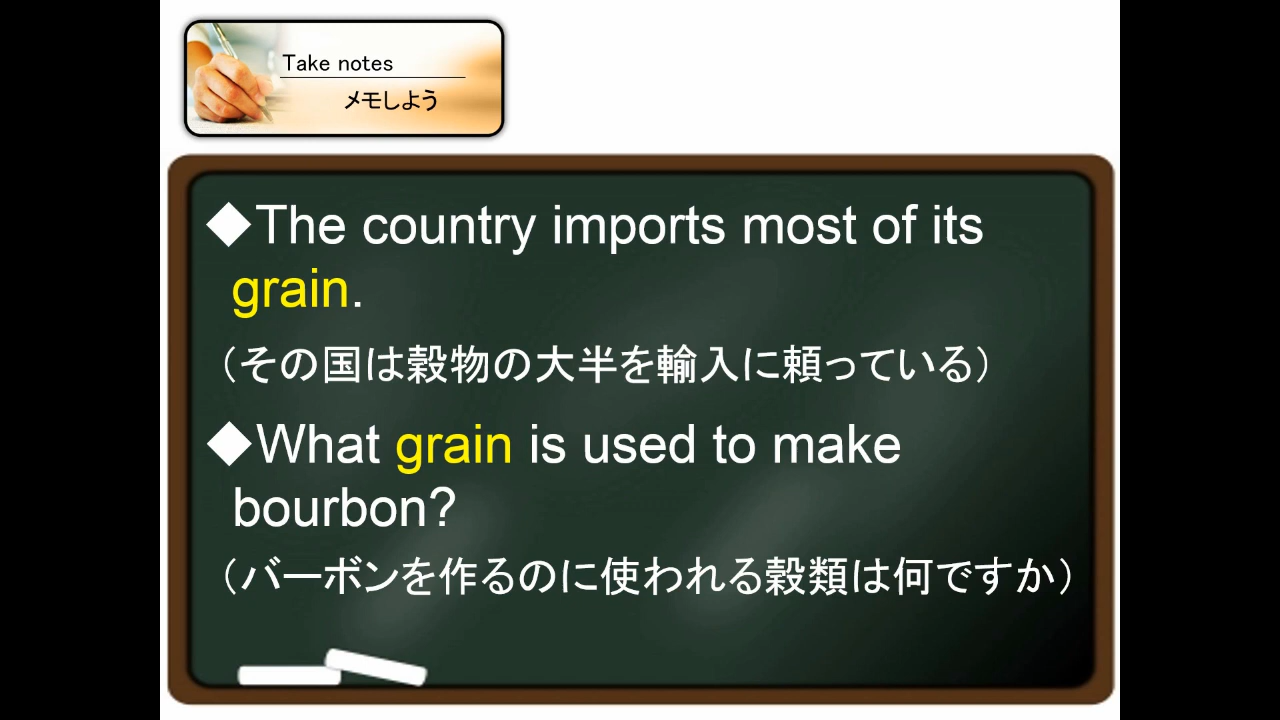 Take notes
メモしよう
◆The country imports most of its
grain.
（その国は穀物の大半を輸入に頼っている）
◆What grain is used to make
bourbon?
（バーボンを作るのに使われる穀類は何ですか）